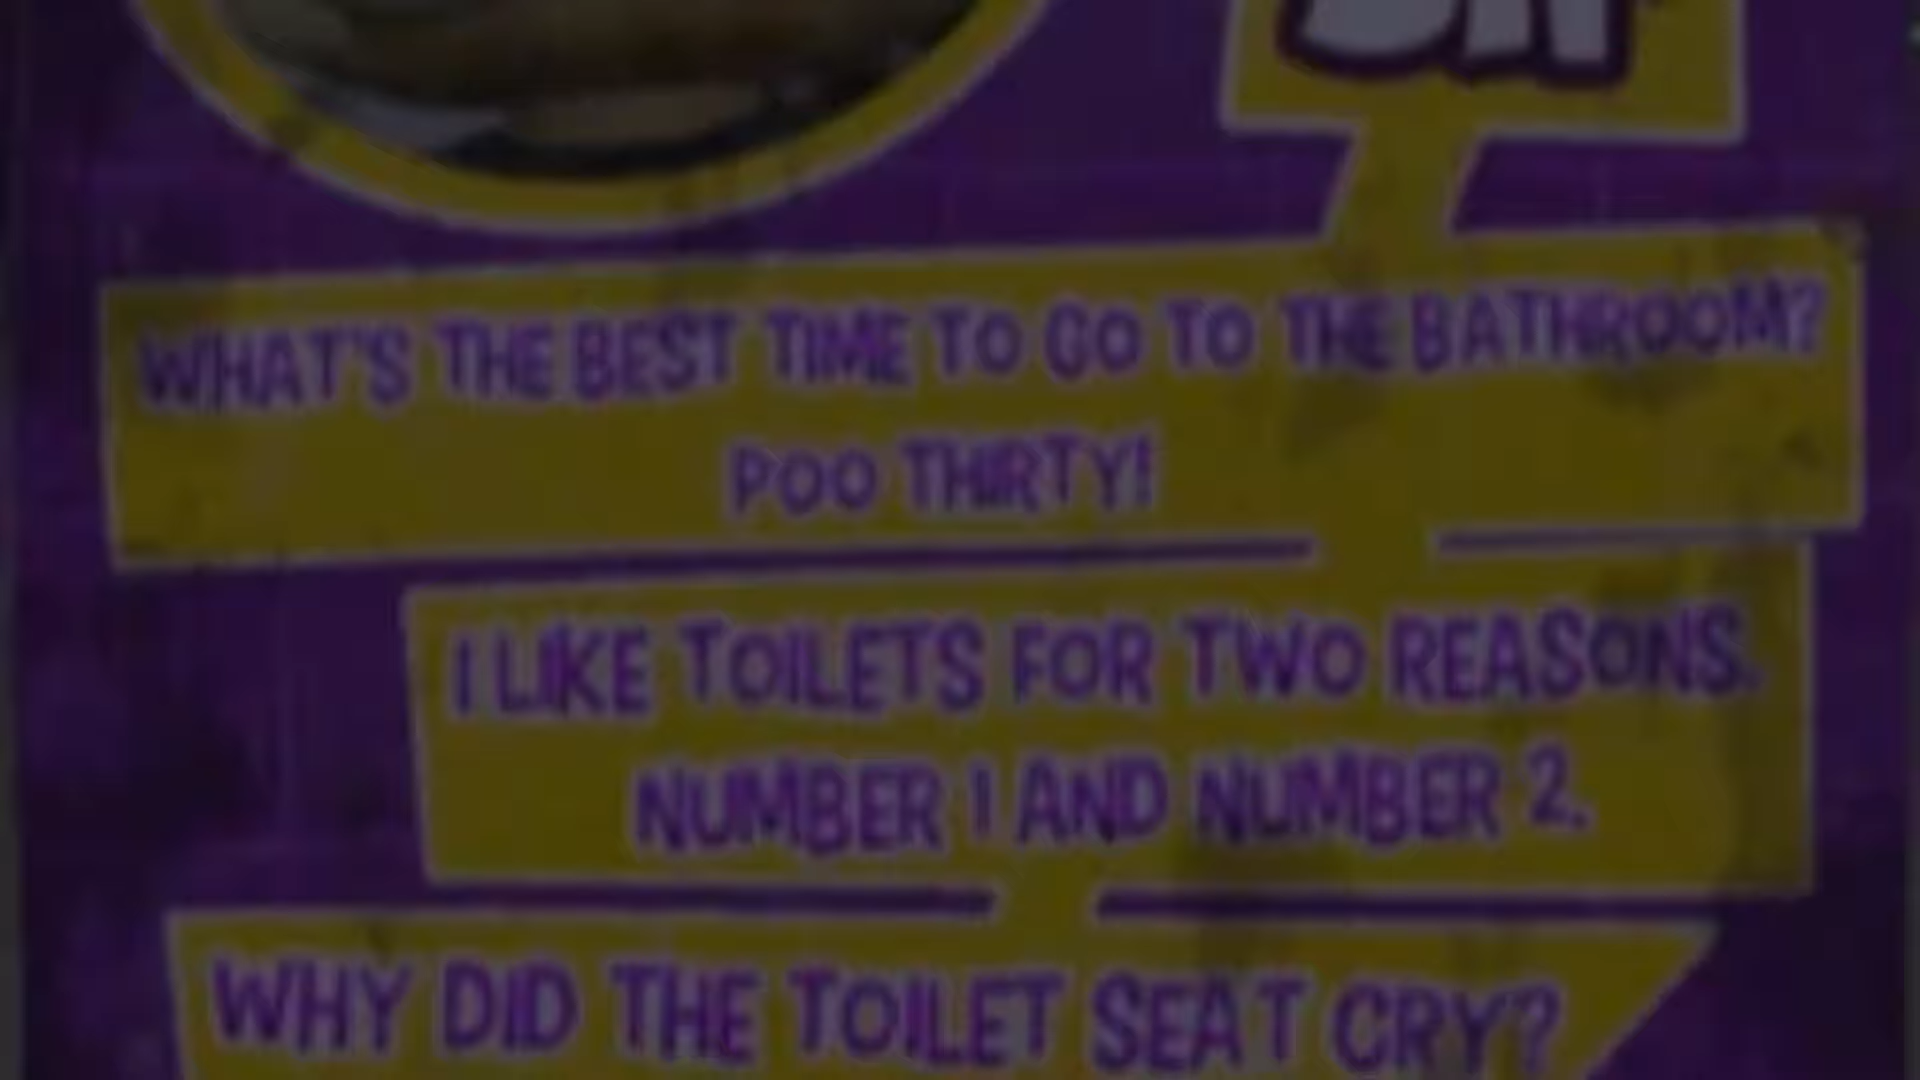 WHAT'S THE BEST TIME TO GO TO THE BATHROOM?
POO THIRTY!
I LIKE TOILETS FOR TWO REASONS.
NUMBER 1 AND NUMBER 2.
WHY DID THE TOILET SEAT CRY?